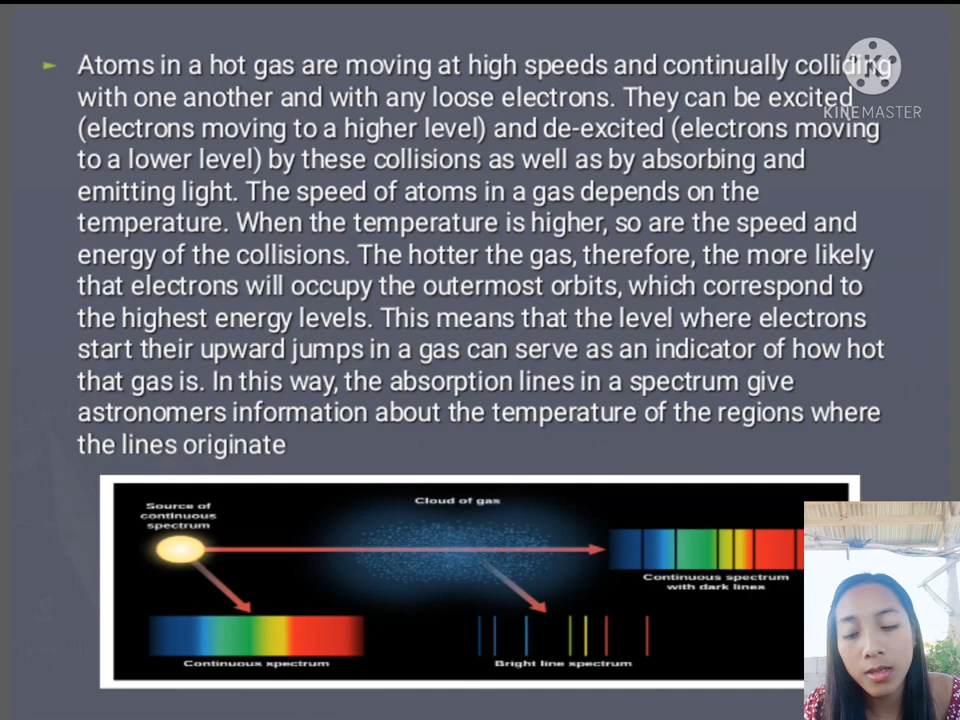 Atoms in a hot gas are moving at high speeds and continually colliding
with one another and with any loose electrons. They can be excited
(electrons moving to a higher level) and de-excited (electrons moving
to a lower level) by these collisions as well as by absorbing and
emitting light. The speed of atoms in a gas depends on the
temperature. When the temperature is higher, so are the speed and
energy of the collisions. The hotter the gas, therefore, the more likely
that electrons will occupy the outermost orbits, which correspond to
the highest energy levels. This means that the level where electrons
start their upward jumps in a gas can serve as an indicator of how hot
that gas is. In this way, the absorption lines in a spectrum give
astronomers information about the temperature of the regions where
the lines originate
K
KINEMASTER
Source of
continuous
spectrum
Cloud of gas
Continuous spectrum
with dark lines
Continuous spectrum
Bright line spectrum